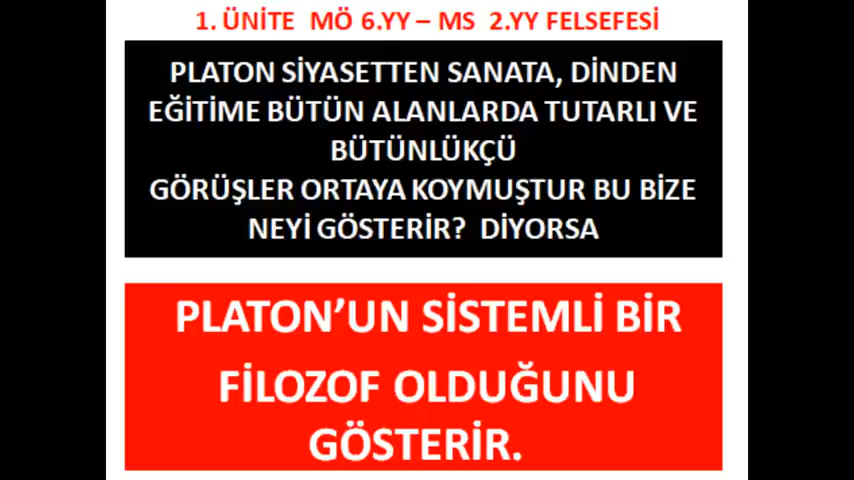 1. ÜNİTE MÖ 6.YY – MS 2.YY FELSEFESİ
PLATON SİYASETTEN SANATA, DİNDEN
EĞİTİME BÜTÜN ALANLARDA TUTARLI VE
BÜTÜNLÜKÇÜ
GÖRÜŞLER ORTAYA KOYMUŞTUR BU BİZE
NEYİ GÖSTERİR? DİYORSA
PLATON’UN SİSTEMLİ BİR
FİLOZOF OLDUĞUNU
GÖSTERİR.